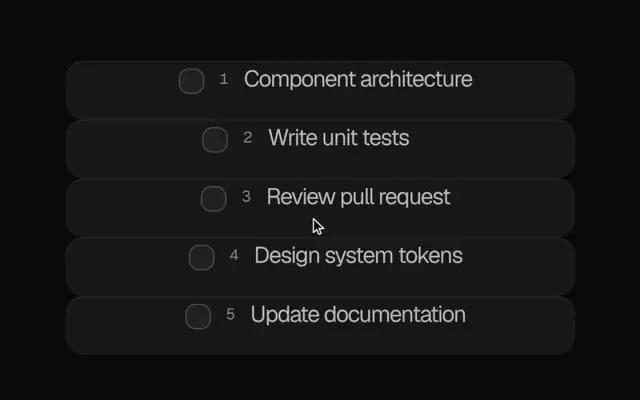 1 Component architecture
2 Write unit tests
3 Review pull request
4 Design system tokens
5 Update documentation